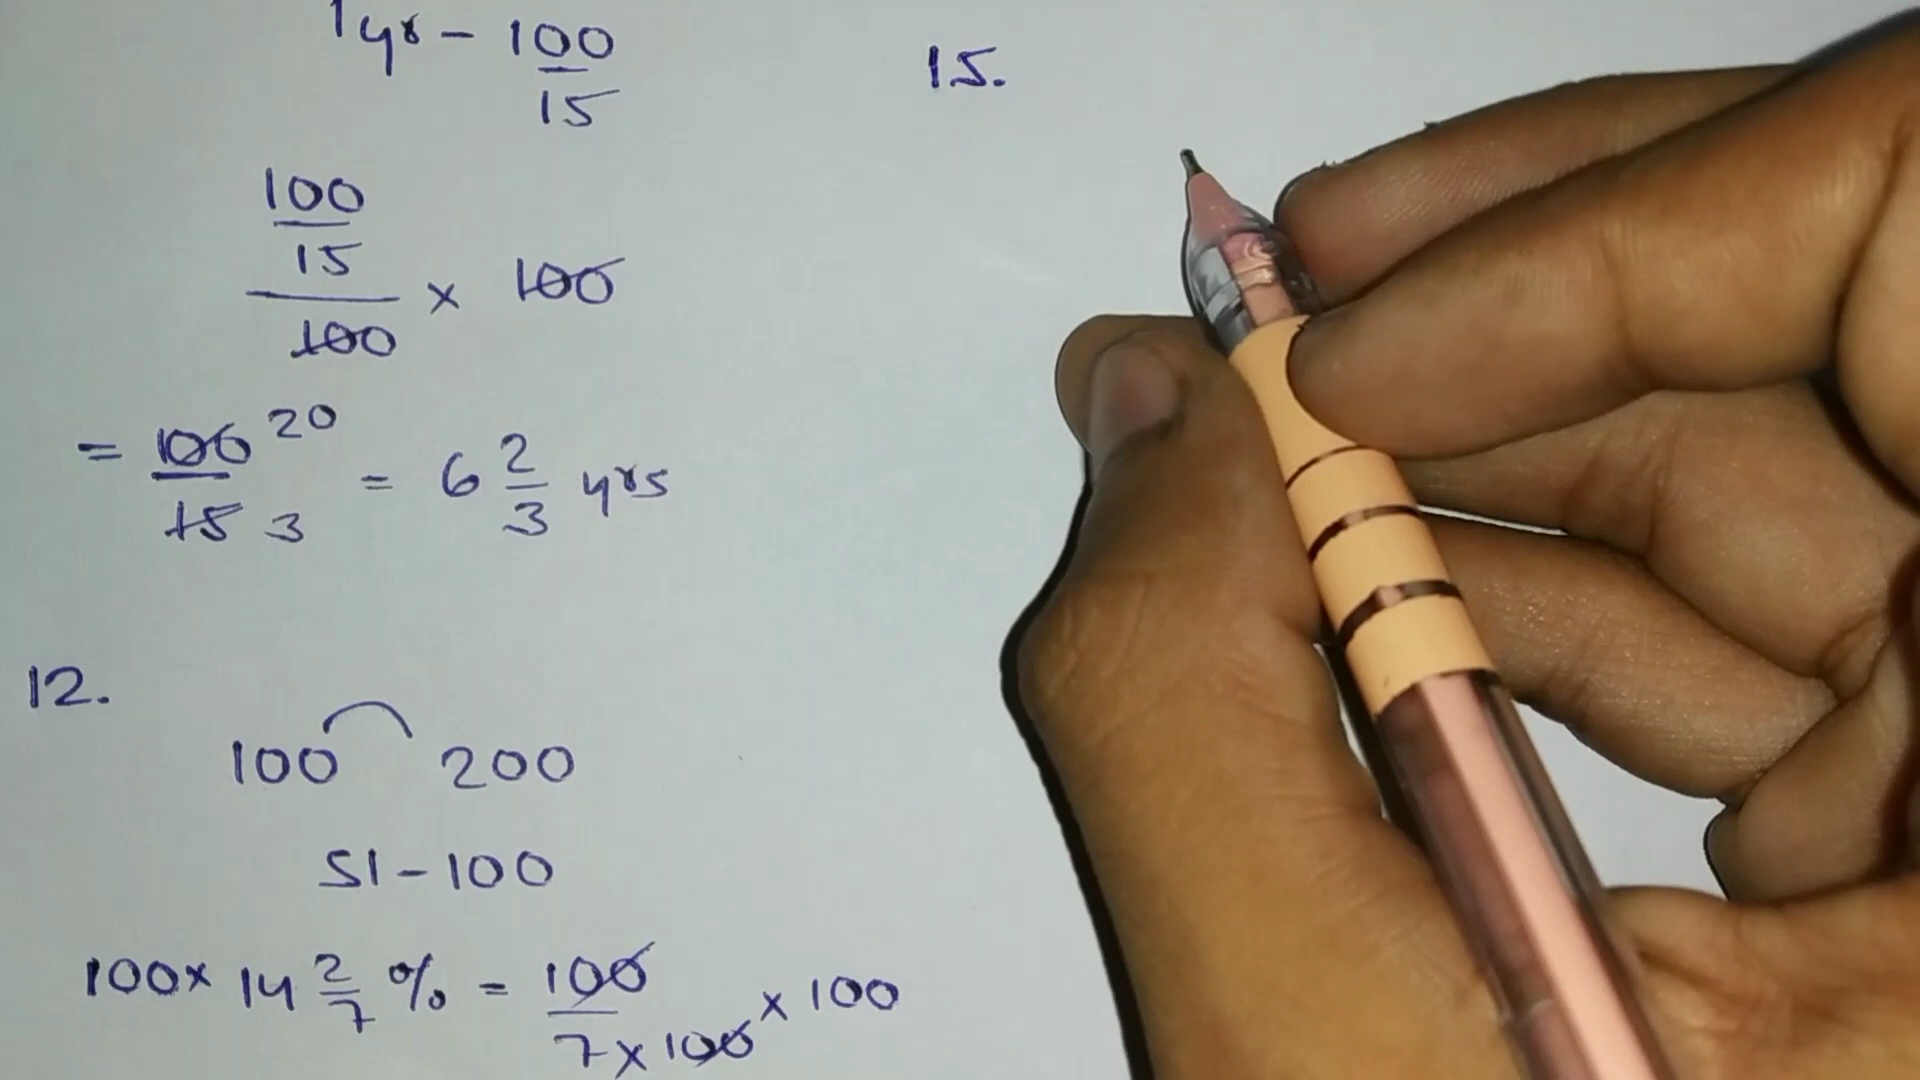 1yr - 100
15
100
15
100 × 100
= 100 20
15 3 = 6 2/3 yrs
12.
100 200
SI - 100
100 × 14 2/7 % = 100
7 × 100 × 100
15.